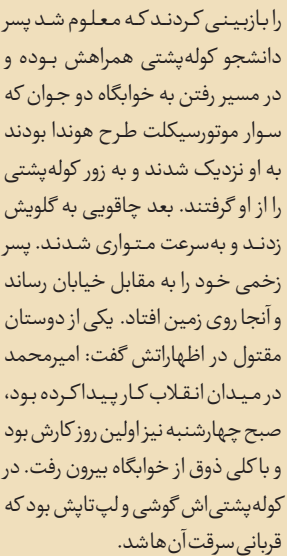 را بازبینی کردند که معلوم شد پسر
دانشجو کوله‌پشتی همراهش بوده و
در مسیر رفتن به خوابگاه دو جوان که
سوار موتورسیکلت طرح هوندا بودند
به او نزدیک شدند و به زور کوله‌پشتی
را از او گرفتند. بعد چاقویی به گلویش
زدند و به‌سرعت متواری شدند. پسر
زخمی خود را به مقابل خیابان رساند
و آنجا روی زمین افتاد. یکی از دوستان
مقتول در اظهاراتش گفت: امیرمحمد
در میدان انقلاب کار پیدا کرده بود،
صبح چهارشنبه نیز اولین روز کارش بود
و با کلی ذوق از خوابگاه بیرون رفت. در
کوله‌پشتی‌اش گوشی و لپ‌تاپش بود که
قربانی سرقت آن‌ها شد.